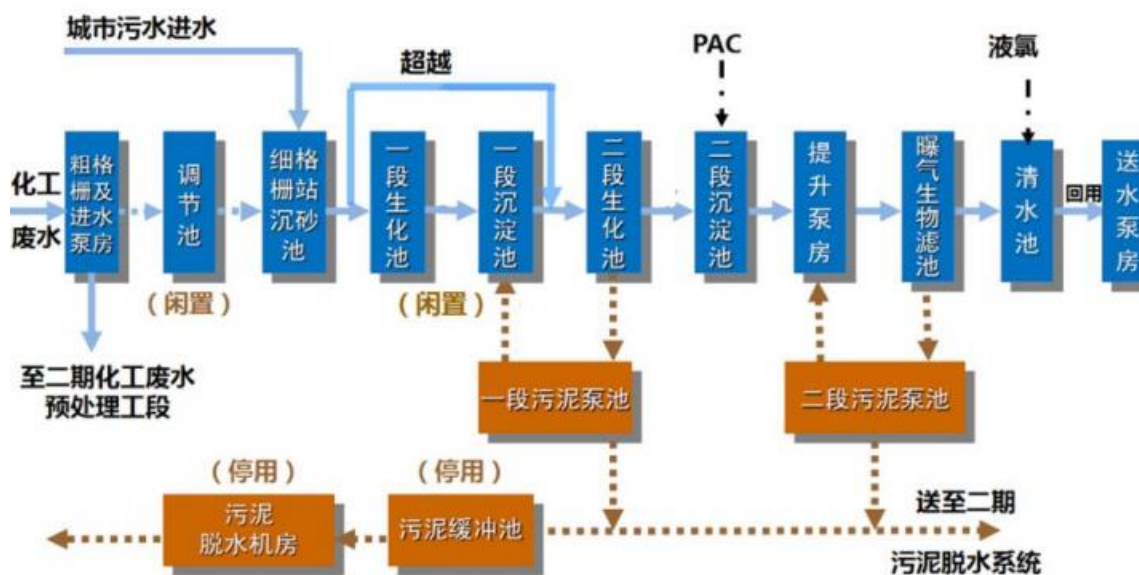 城市污水进水
超越
PAC
液氯
化工
废水
粗格
栅及
进水
泵房
调
节
池
细格
栅站
沉砂
池
一
段
生
化
池
一
段
沉
淀
池
二
段
生
化
池
二
段
沉
淀
池
提
升
泵
房
曝
气
生
物
滤
池
清
水
池
回用
送
水
泵
房
（闲置）
（闲置）
至二期化工废水
预处理工段
一段污泥泵池
二段污泥泵池
（停用）
（停用）
污泥
脱水机房
污泥缓冲池
送至二期
污泥脱水系统